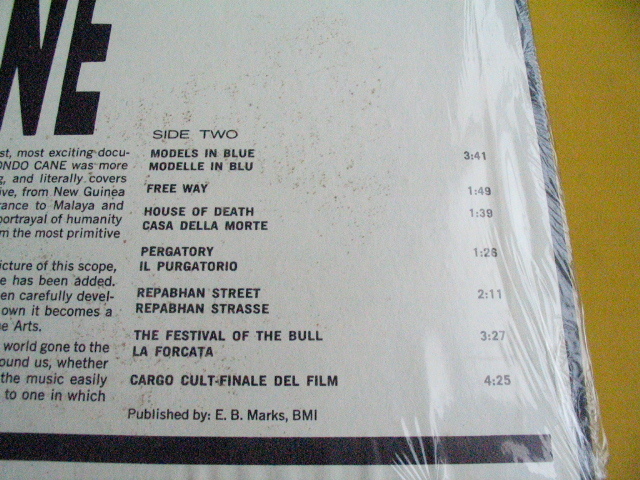 NE
SIDE TWO
st, most exciting docu-
ONDO CANE was more
g, and literally covers
ive, from New Guinea
rance to Malaya and
portrayal of humanity
m the most primitive
icture of this scope,
e has been added.
en carefully devel-
own it becomes a
e Arts.
world gone to the
ound us, whether
the music easily
to one in which
MODELS IN BLUE 3:41
MODELLE IN BLU
FREE WAY 1:49
HOUSE OF DEATH 1:39
CASA DELLA MORTE
PERGATORY 1:26
IL PURGATORIO
REPABHAN STREET 2:11
REPABHAN STRASSE
THE FESTIVAL OF THE BULL 3:27
LA FORCATA
CARGO CULT-FINALE DEL FILM 4:25
Published by: E. B. Marks, BMI